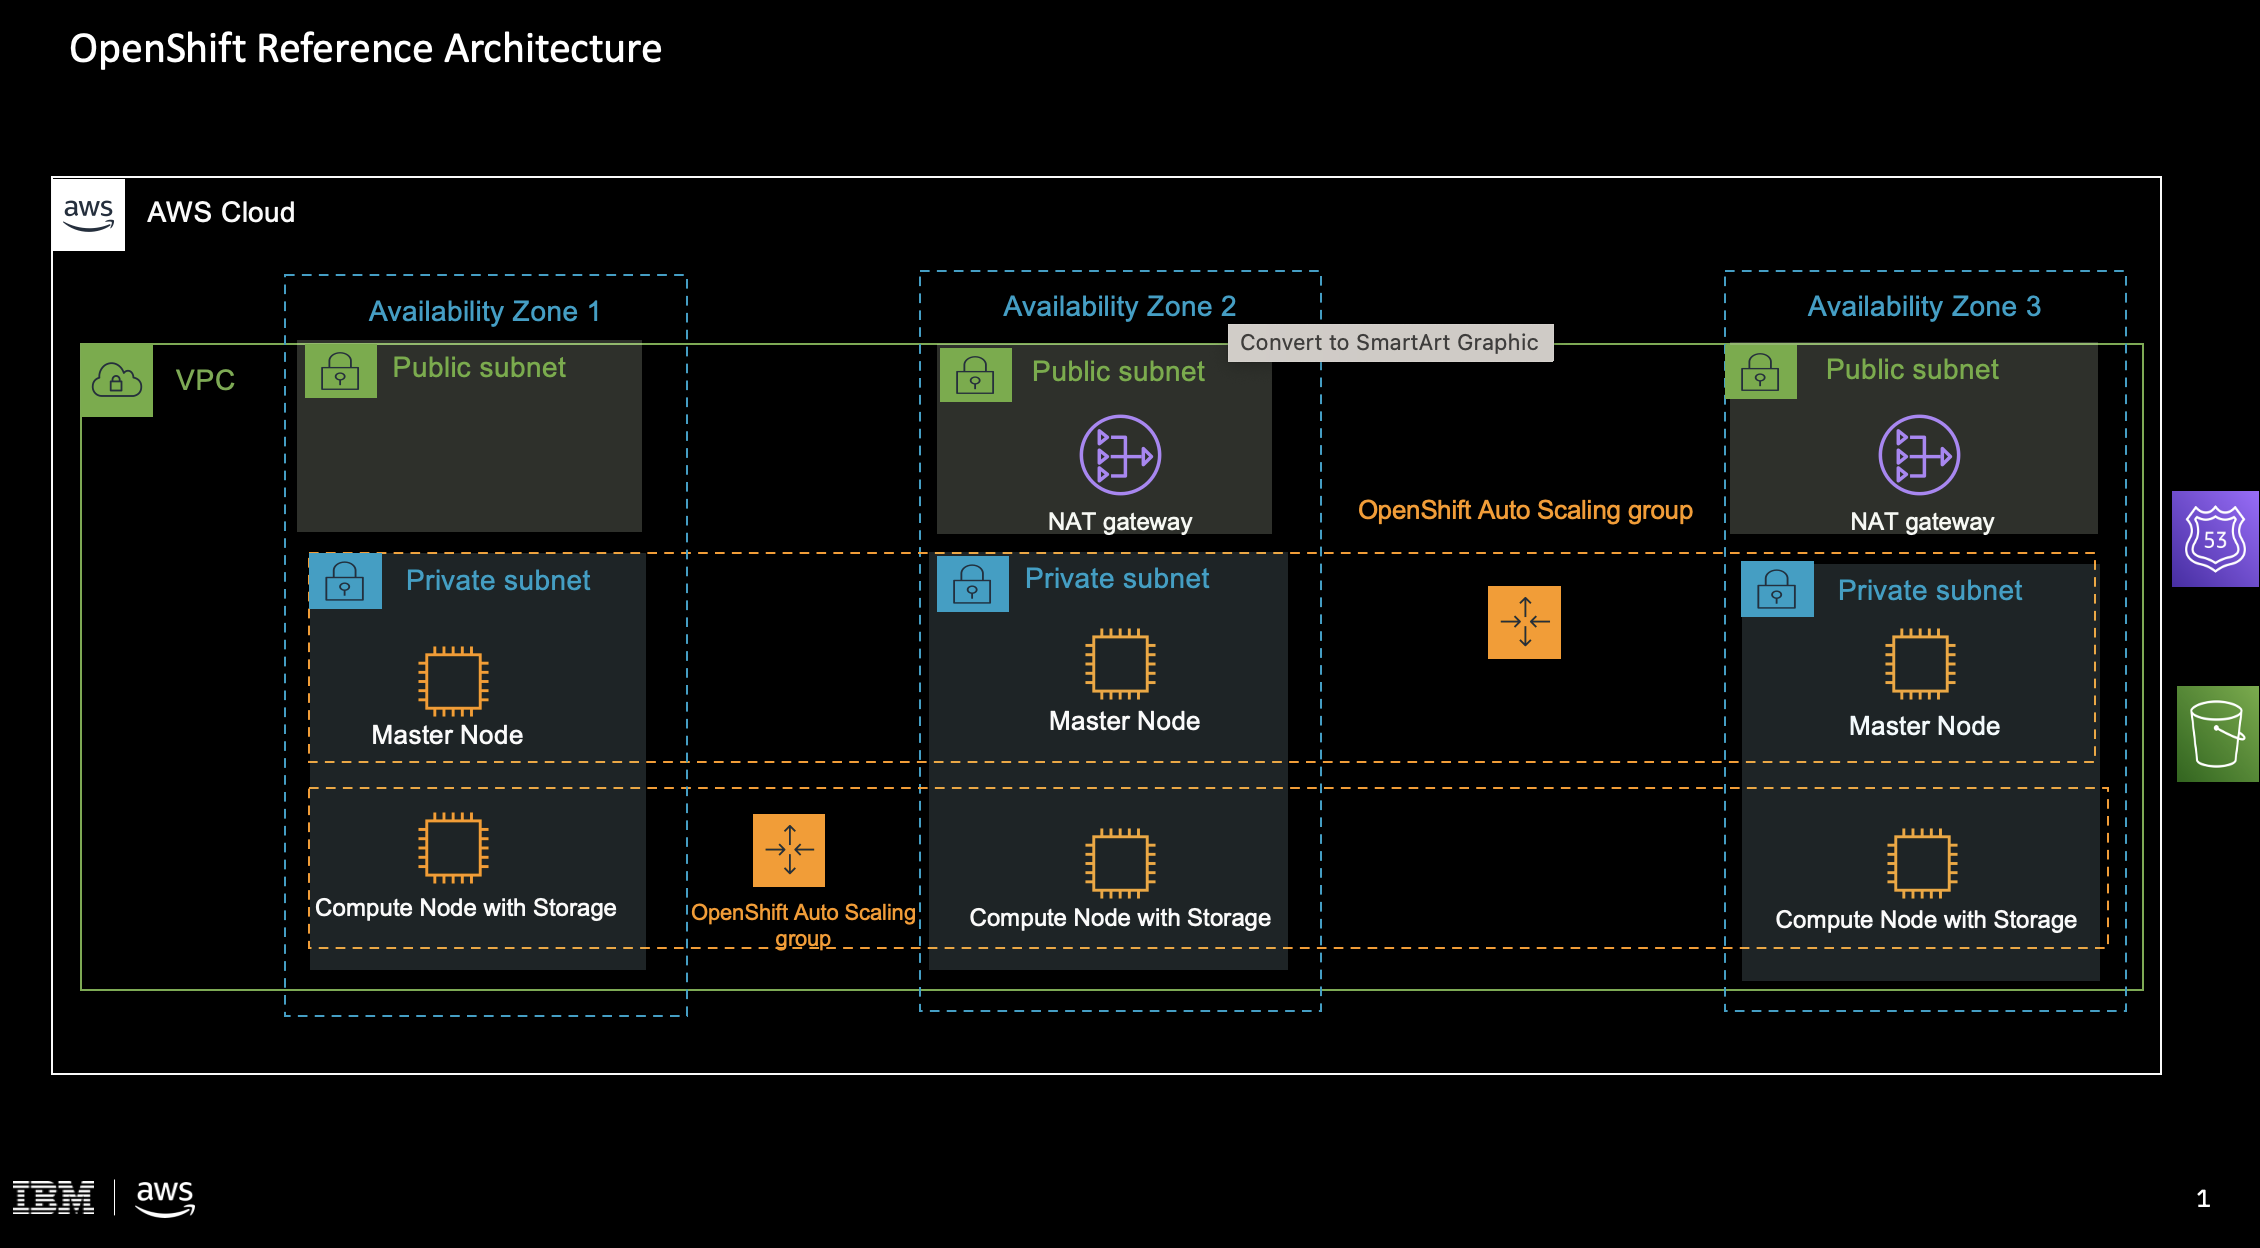 OpenShift Reference Architecture
aws
AWS Cloud
Availability Zone 1
Availability Zone 2
Availability Zone 3
Convert to SmartArt Graphic
VPC
Public subnet
Public subnet
Public subnet
NAT gateway
NAT gateway
OpenShift Auto Scaling group
53
Private subnet
Private subnet
Private subnet
Master Node
Master Node
Master Node
Compute Node with Storage
OpenShift Auto Scaling
group
Compute Node with Storage
Compute Node with Storage
IBM
aws
1